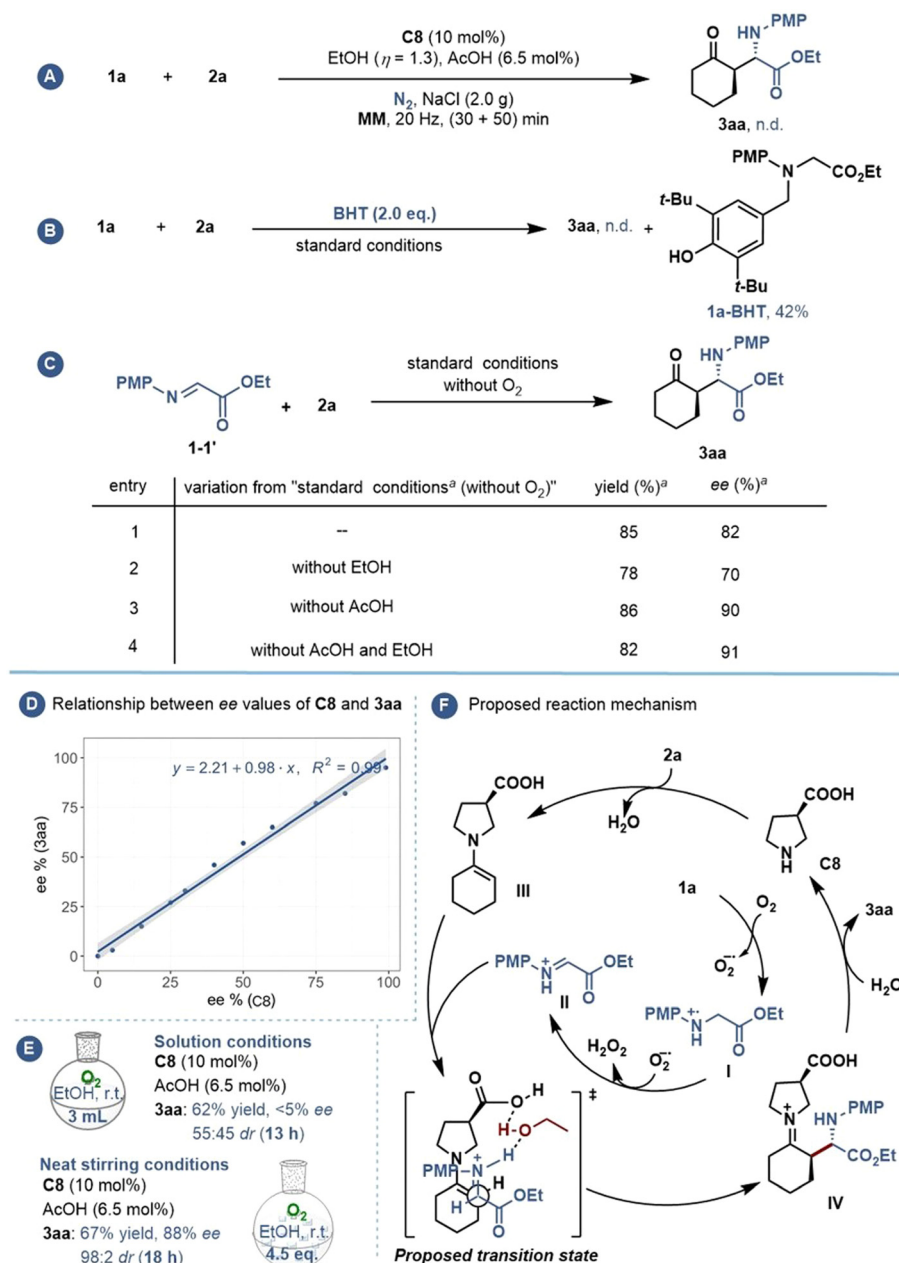 A
1a + 2a
C8 (10 mol%)
EtOH (η = 1.3), AcOH (6.5 mol%)
N2, NaCl (2.0 g)
MM, 20 Hz, (30 + 50) min
O
HN
PMP
OEt
O
3aa, n.d.
B
1a + 2a
BHT (2.0 eq.)
standard conditions
3aa, n.d. +
PMP
N
CO2Et
t-Bu
HO
t-Bu
1a-BHT, 42%
C
PMP
N
OEt
O
1-1'
+ 2a
standard conditions
without O2
O
HN
PMP
OEt
O
3aa
entry variation from "standard conditionsa (without O2)" yield (%)a ee (%)a
1 -- 85 82
2 without EtOH 78 70
3 without AcOH 86 90
4 without AcOH and EtOH 82 91
D Relationship between ee values of C8 and 3aa
y = 2.21 + 0.98 · x, R2 = 0.99
ee % (3aa)
100
75
50
25
0
0 25 50 75 100
ee % (C8)
E
O2
EtOH, r.t.
3 mL
Solution conditions
C8 (10 mol%)
AcOH (6.5 mol%)
3aa: 62% yield, <5% ee
55:45 dr (13 h)
Neat stirring conditions
C8 (10 mol%)
AcOH (6.5 mol%)
3aa: 67% yield, 88% ee
98:2 dr (18 h)
O2
EtOH, r.t.
4.5 eq.
F Proposed reaction mechanism
COOH
N
III
2a
H2O
COOH
N
H
C8
1a
O2
O2−·
3aa
H2O
PMP
+
N
H
OEt
O
II
PMP
+·
N
H
OEt
O
I
H2O2
O2−·
O
O
H
H
O
N
H
PMP
N
+
H
H
OEt
O
‡
Proposed transition state
COOH
N
+
HN
PMP
CO2Et
IV